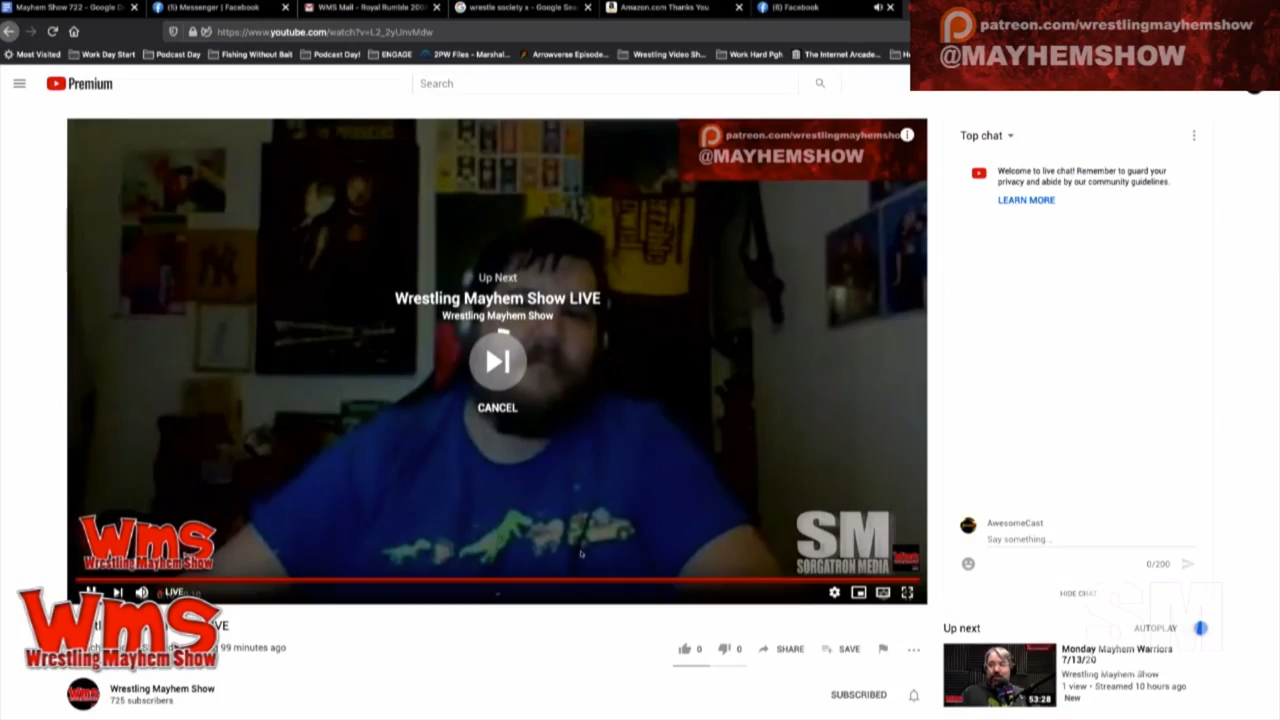 Mayhem Show 722 - Google D
(5) Messenger | Facebook
WMS Mail - Royal Rumble 200
wrestle society x - Google Sea
Amazon.com Thanks You
(6) Facebook
patreon.com/wrestlingmayhemshow
@MAYHEMSHOW
https://www.youtube.com/watch?v=L2_2yUnvMdw
Most Visited
Work Day Start
Podcast Day
Fishing Without Bait
Podcast Day!
ENGAGE
2PW Files - Marshal...
Arrowverse Episode...
Wrestling Video Sh...
Work Hard Pgh
The Internet Arcade...
Premium
Search
patreon.com/wrestlingmayhemsho
@MAYHEMSHOW
Up Next
Wrestling Mayhem Show LIVE
Wrestling Mayhem Show
CANCEL
WMS
Wrestling Mayhem Show
SM
SORGATRON MEDIA
LIVE
Top chat
Welcome to live chat! Remember to guard your
privacy and abide by our community guidelines.
LEARN MORE
AwesomeCast
Say something...
0/200
HIDE CHAT
SM
WMS
Wrestling Mayhem Show
VE
99 minutes ago
0
0
SHARE
SAVE
Wrestling Mayhem Show
725 subscribers
SUBSCRIBED
Up next
AUTOPLAY
Monday Mayhem Warriors
7/13/20
Wrestling Mayhem Show
1 view • Streamed 10 hours ago
New
53:28